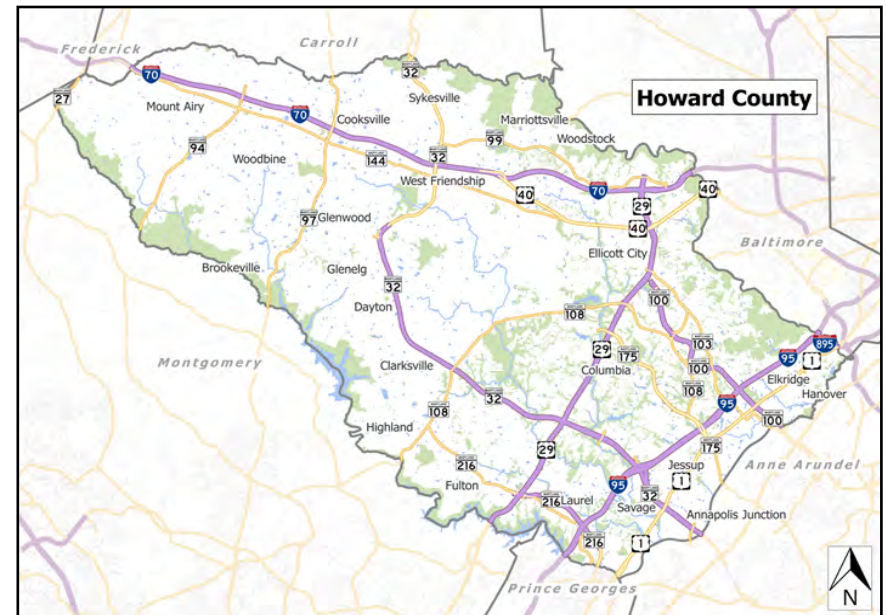 Frederick
Carroll
Howard County
70
32
27
Mount Airy
Sykesville
70
Cooksville
Marriottsville
94
99
Woodstock
Woodbine
144
32
West Friendship
70
40
29
40
97
Glenwood
40
Ellicott City
Baltimore
Brookeville
Glenelg
32
100
Dayton
108
103
895
Montgomery
29
175
95
1
Clarksville
Columbia
100
Elkridge
32
108
Hanover
108
95
100
Highland
29
175
216
Jessup
Anne Arundel
Fulton
95
1
216
Laurel
32
Savage
Annapolis Junction
216
1
Prince Georges
N